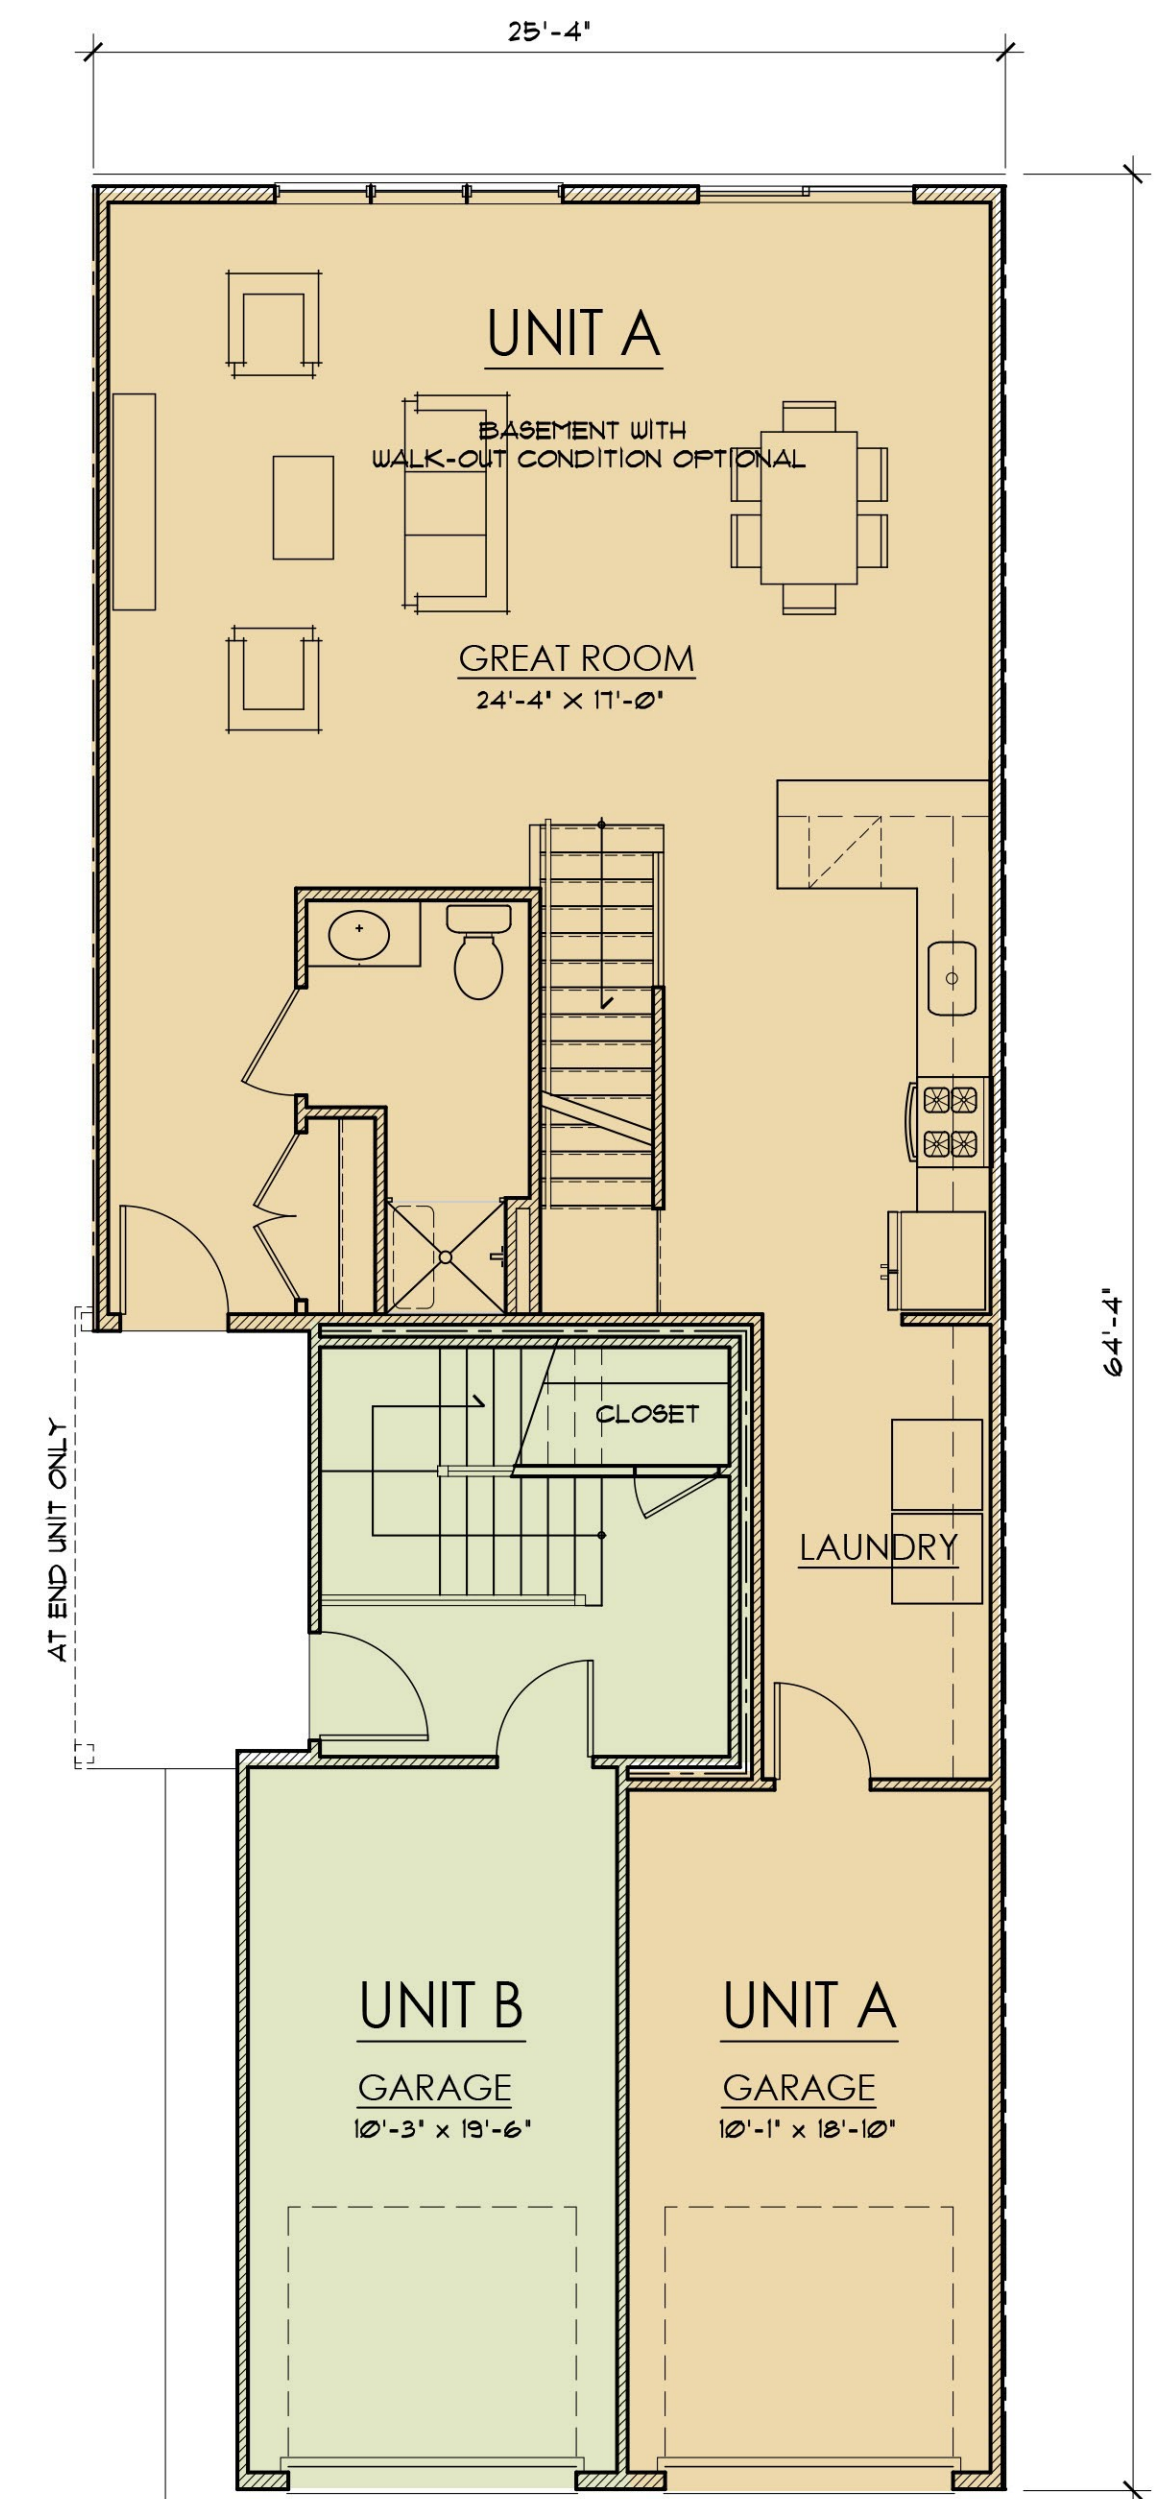 25'-4"
UNIT A
BASEMENT WITH
WALK-OUT CONDITION OPTIONAL
GREAT ROOM
24'-4" X 17'-0"
64'-4"
CLOSET
AT END UNIT ONLY
LAUNDRY
UNIT B
GARAGE
10'-3" x 19'-6"
UNIT A
GARAGE
10'-1" x 18'-10"